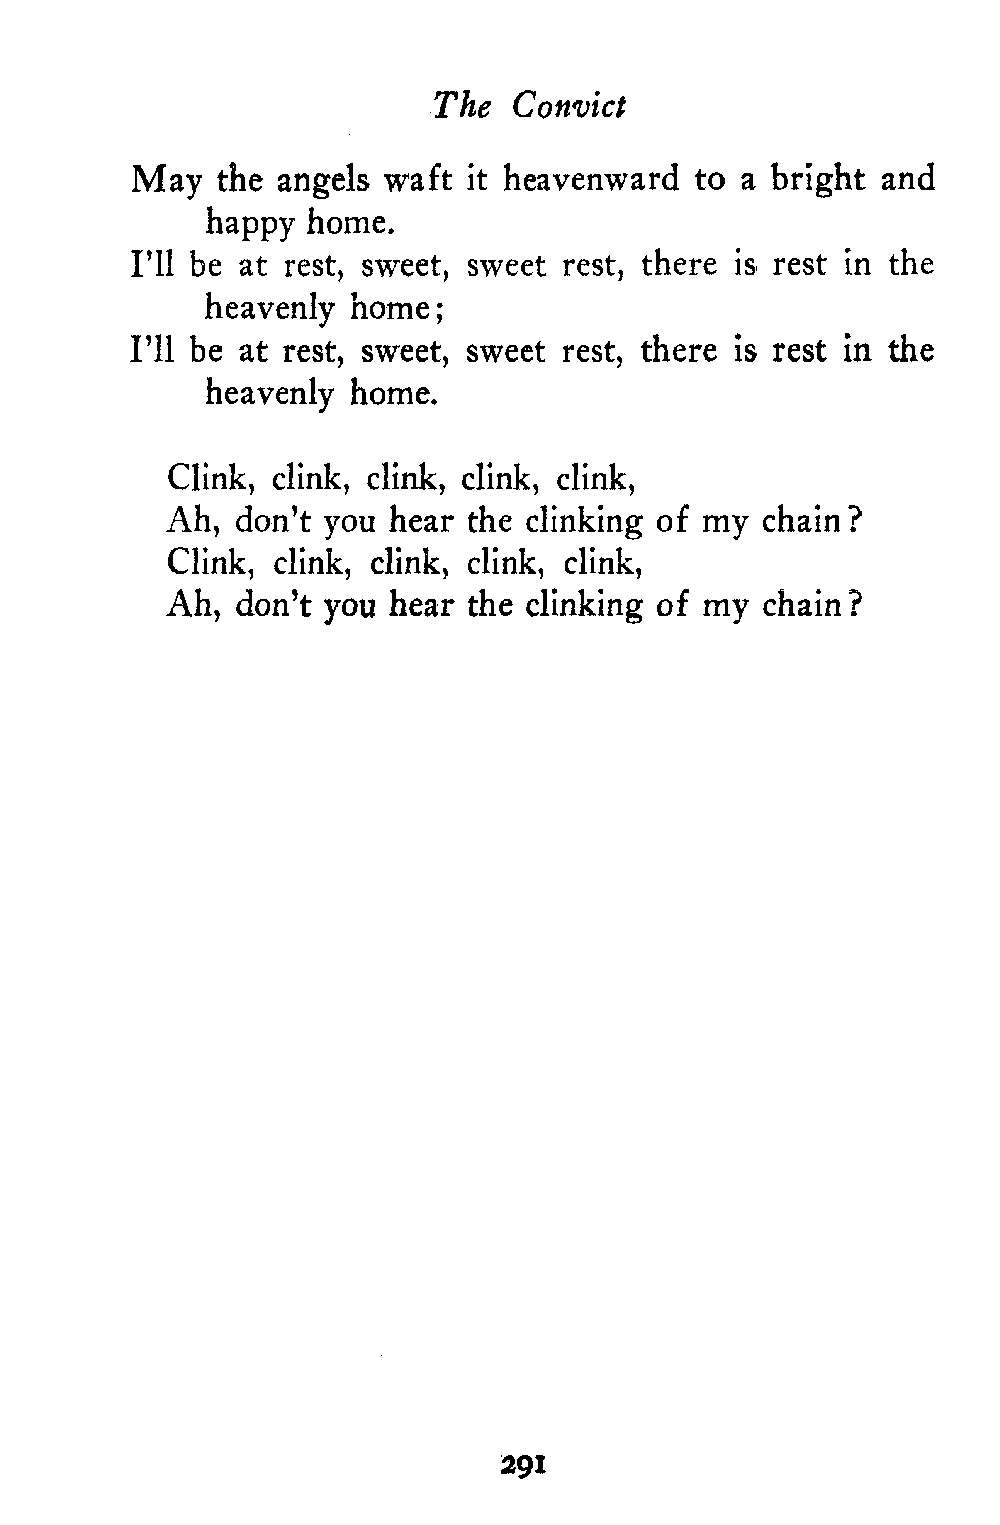 The Convict
May the angels waft it heavenward to a bright and
happy home.
I'll be at rest, sweet, sweet rest, there is rest in the
heavenly home;
I'll be at rest, sweet, sweet rest, there is rest in the
heavenly home.
Clink, clink, clink, clink, clink,
Ah, don't you hear the clinking of my chain?
Clink, clink, clink, clink, clink,
Ah, don't you hear the clinking of my chain?
291